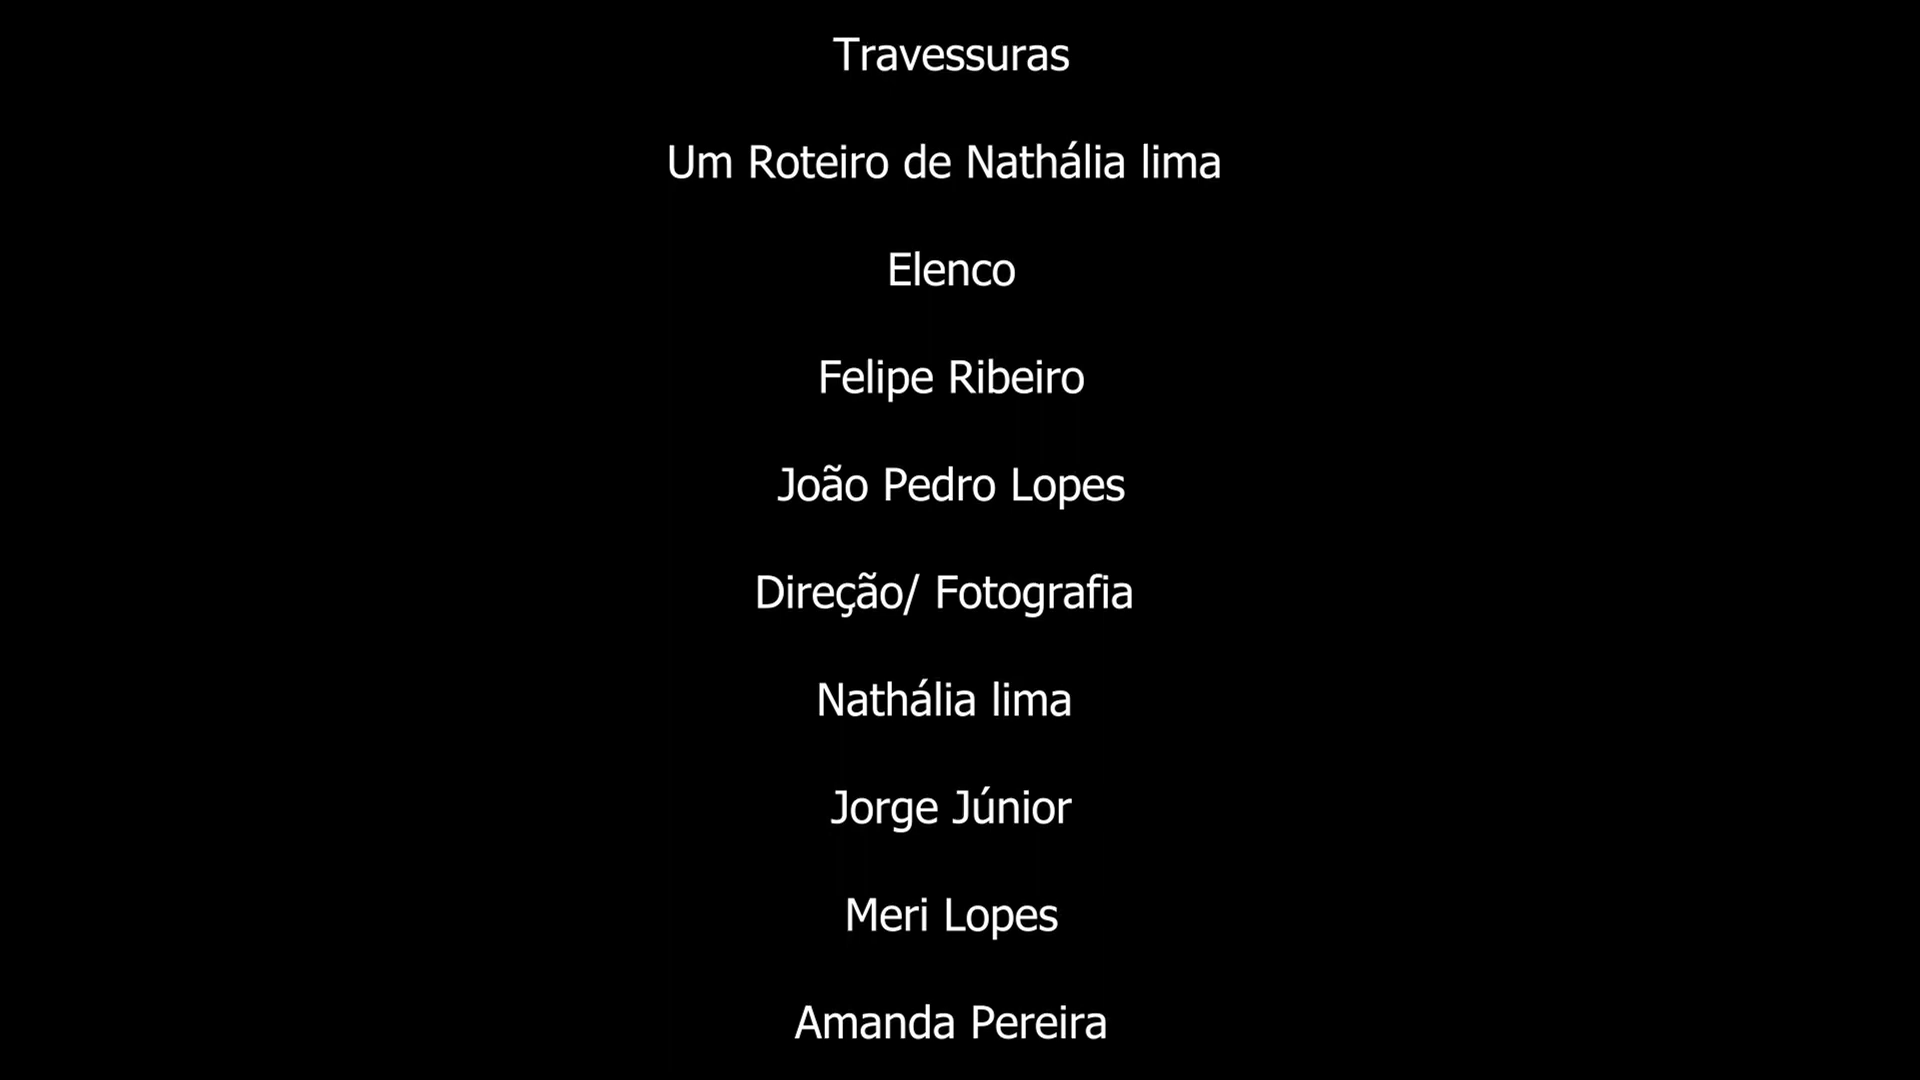 Travessuras
Um Roteiro de Nathália lima
Elenco
Felipe Ribeiro
João Pedro Lopes
Direção/ Fotografia
Nathália lima
Jorge Júnior
Meri Lopes
Amanda Pereira